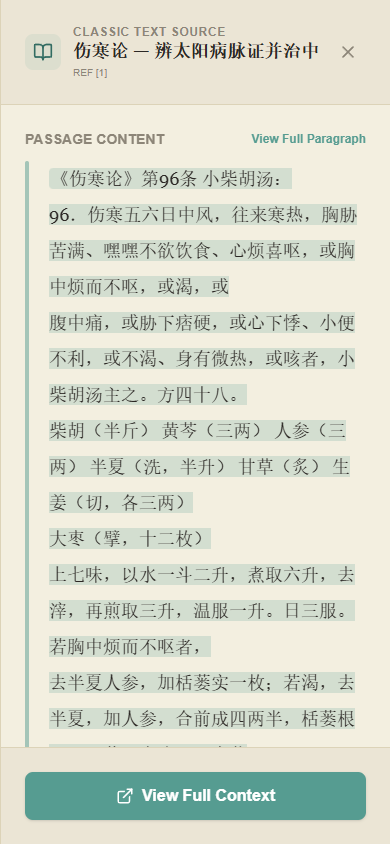 CLASSIC TEXT SOURCE
伤寒论 — 辨太阳病脉证并治中
REF [1]
PASSAGE CONTENT
View Full Paragraph
《伤寒论》第96条 小柴胡汤：
96．伤寒五六日中风，往来寒热，胸胁
苦满、嘿嘿不欲饮食、心烦喜呕，或胸
中烦而不呕，或渴，或
腹中痛，或胁下痞硬，或心下悸、小便
不利，或不渴、身有微热，或咳者，小
柴胡汤主之。方四十八。
柴胡（半斤） 黄芩（三两） 人参（三
两） 半夏（洗，半升） 甘草（炙） 生
姜（切，各三两）
大枣（擘，十二枚）
上七味，以水一斗二升，煮取六升，去
滓，再煎取三升，温服一升。日三服。
若胸中烦而不呕者，
去半夏人参，加栝蒌实一枚；若渴，去
半夏，加人参，合前成四两半，栝蒌根
View Full Context